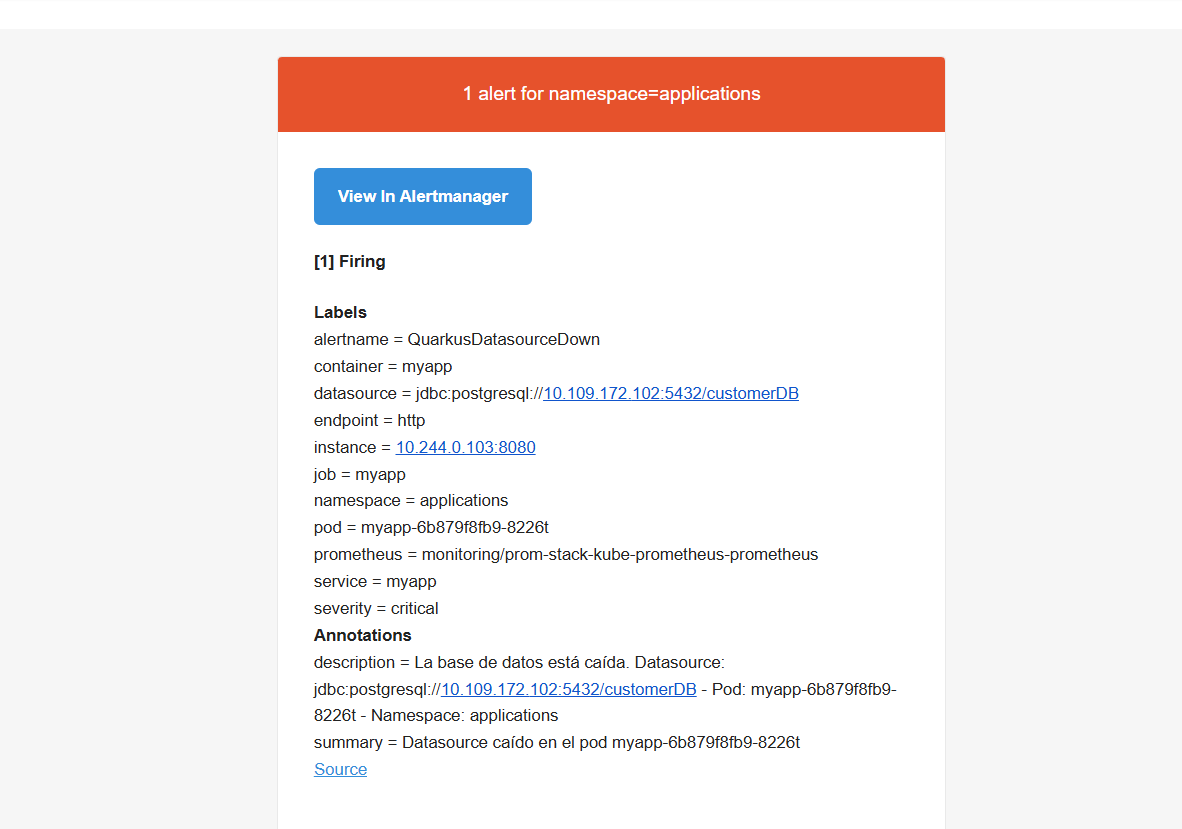 1 alert for namespace=applications
View In Alertmanager
[1] Firing
Labels
alertname = QuarkusDatasourceDown
container = myapp
datasource = jdbc:postgresql://10.109.172.102:5432/customerDB
endpoint = http
instance = 10.244.0.103:8080
job = myapp
namespace = applications
pod = myapp-6b879f8fb9-8226t
prometheus = monitoring/prom-stack-kube-prometheus-prometheus
service = myapp
severity = critical
Annotations
description = La base de datos está caída. Datasource:
jdbc:postgresql://10.109.172.102:5432/customerDB - Pod: myapp-6b879f8fb9-
8226t - Namespace: applications
summary = Datasource caído en el pod myapp-6b879f8fb9-8226t
Source